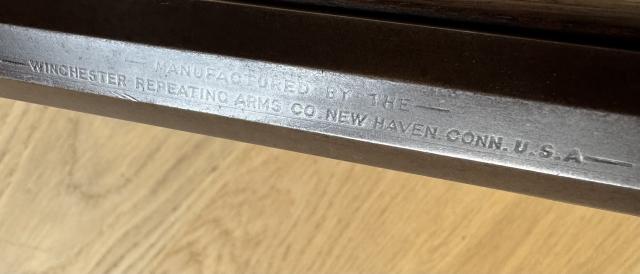 — MANUFACTURED BY THE —
— WINCHESTER REPEATING ARMS CO. NEW HAVEN. CONN. U.S.A —